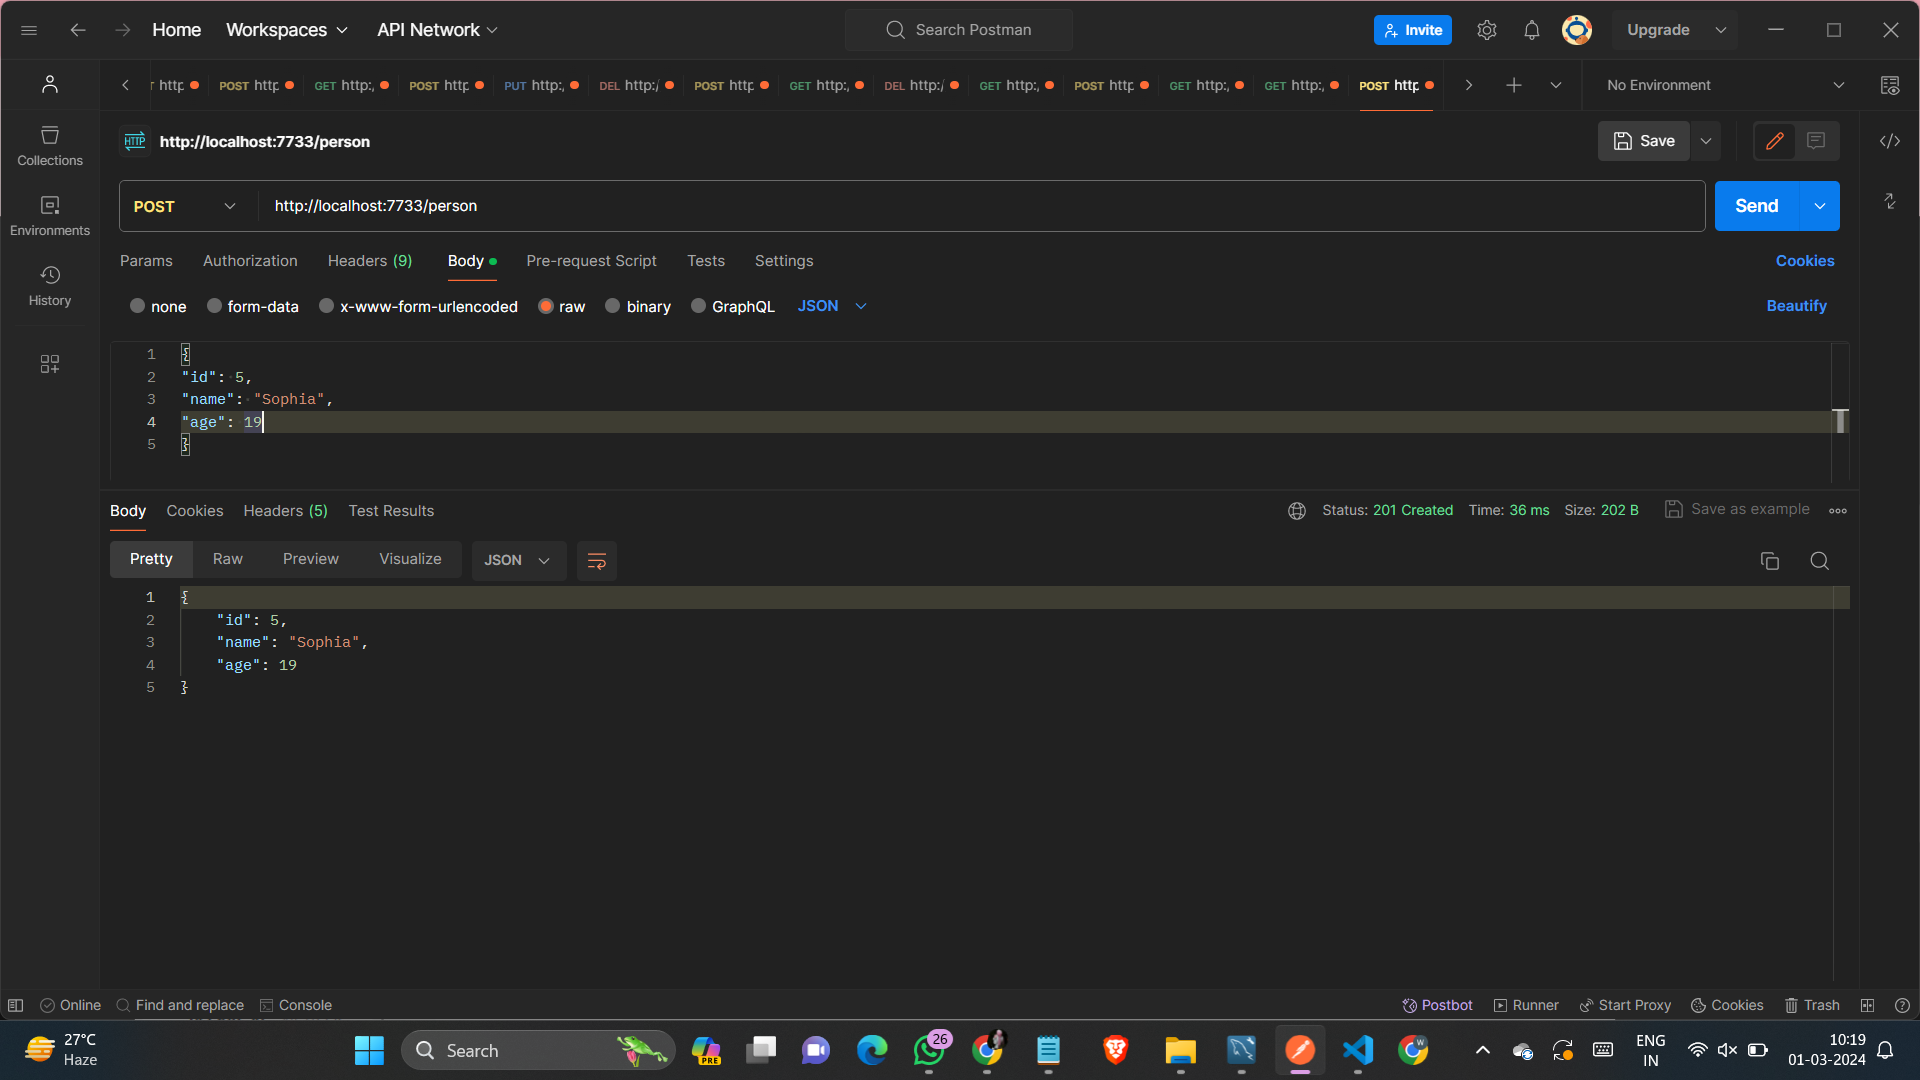 Home Workspaces API Network Search Postman Invite Upgrade
http POST http GET http: POST http PUT http: DEL http:/ POST http GET http: DEL http:/ GET http: POST http GET http: GET http: POST http No Environment
HTTP http://localhost:7733/person Save
Collections
POST http://localhost:7733/person Send
Environments
Params Authorization Headers (9) Body Pre-request Script Tests Settings Cookies
History
none form-data x-www-form-urlencoded raw binary GraphQL JSON Beautify
1 {
2 "id": 5,
3 "name": "Sophia",
4 "age": 19
5 }
Body Cookies Headers (5) Test Results Status: 201 Created Time: 36 ms Size: 202 B Save as example
Pretty Raw Preview Visualize JSON
1 {
2 "id": 5,
3 "name": "Sophia",
4 "age": 19
5 }
Online Find and replace Console Postbot Runner Start Proxy Cookies Trash
27°C
Haze
Search
PRE
26
W
ENG
IN
10:19
01-03-2024